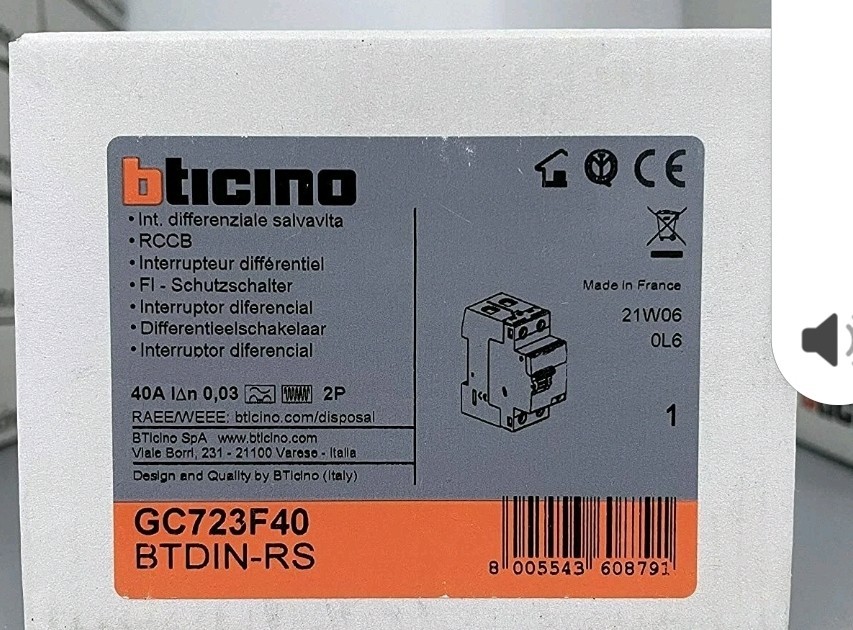 bticino
• Int. differenziale salvavita
• RCCB
• Interrupteur différentiel
• FI - Schutzschalter
• Interruptor diferencial
• Differentieelschakelaar
• Interruptor diferencial
40A I∆n 0,03 2P
RAEE/WEEE: bticino.com/disposal
BTicino SpA www.bticino.com
Viale Borri, 231 - 21100 Varese - Italia
Design and Quality by BTicino (Italy)
CE
Made in France
21W06
0L6
1
GC723F40
BTDIN-RS
8 005543 608791